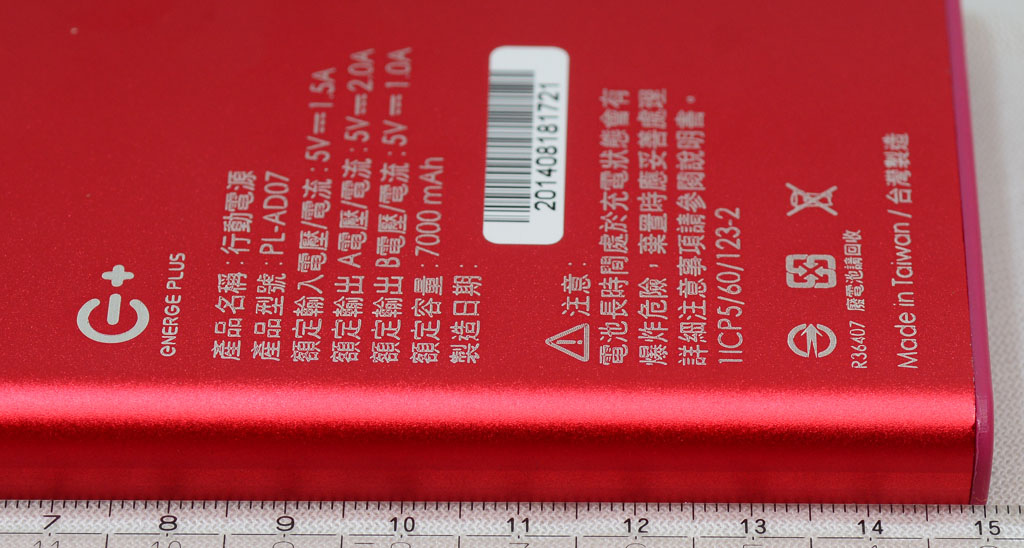 ENERGE PLUS
產品名稱：行動電源
產品型號：PL-AD07
額定輸入電壓/電流：5V⎓1.5A
額定輸出A電壓/電流：5V⎓2.0A
額定輸出B電壓/電流：5V⎓1.0A
額定容量：7000 mAh
製造日期：
201408181721
注意：
電池長時間處於充電狀態會有
爆炸危險，棄置時應妥善處理
詳細注意事項請參閱說明書。
1ICP5/60/123-2
R36407 廢電池請回收
Made in Taiwan / 台灣製造
7 8 9 10 11 12 13 14 15